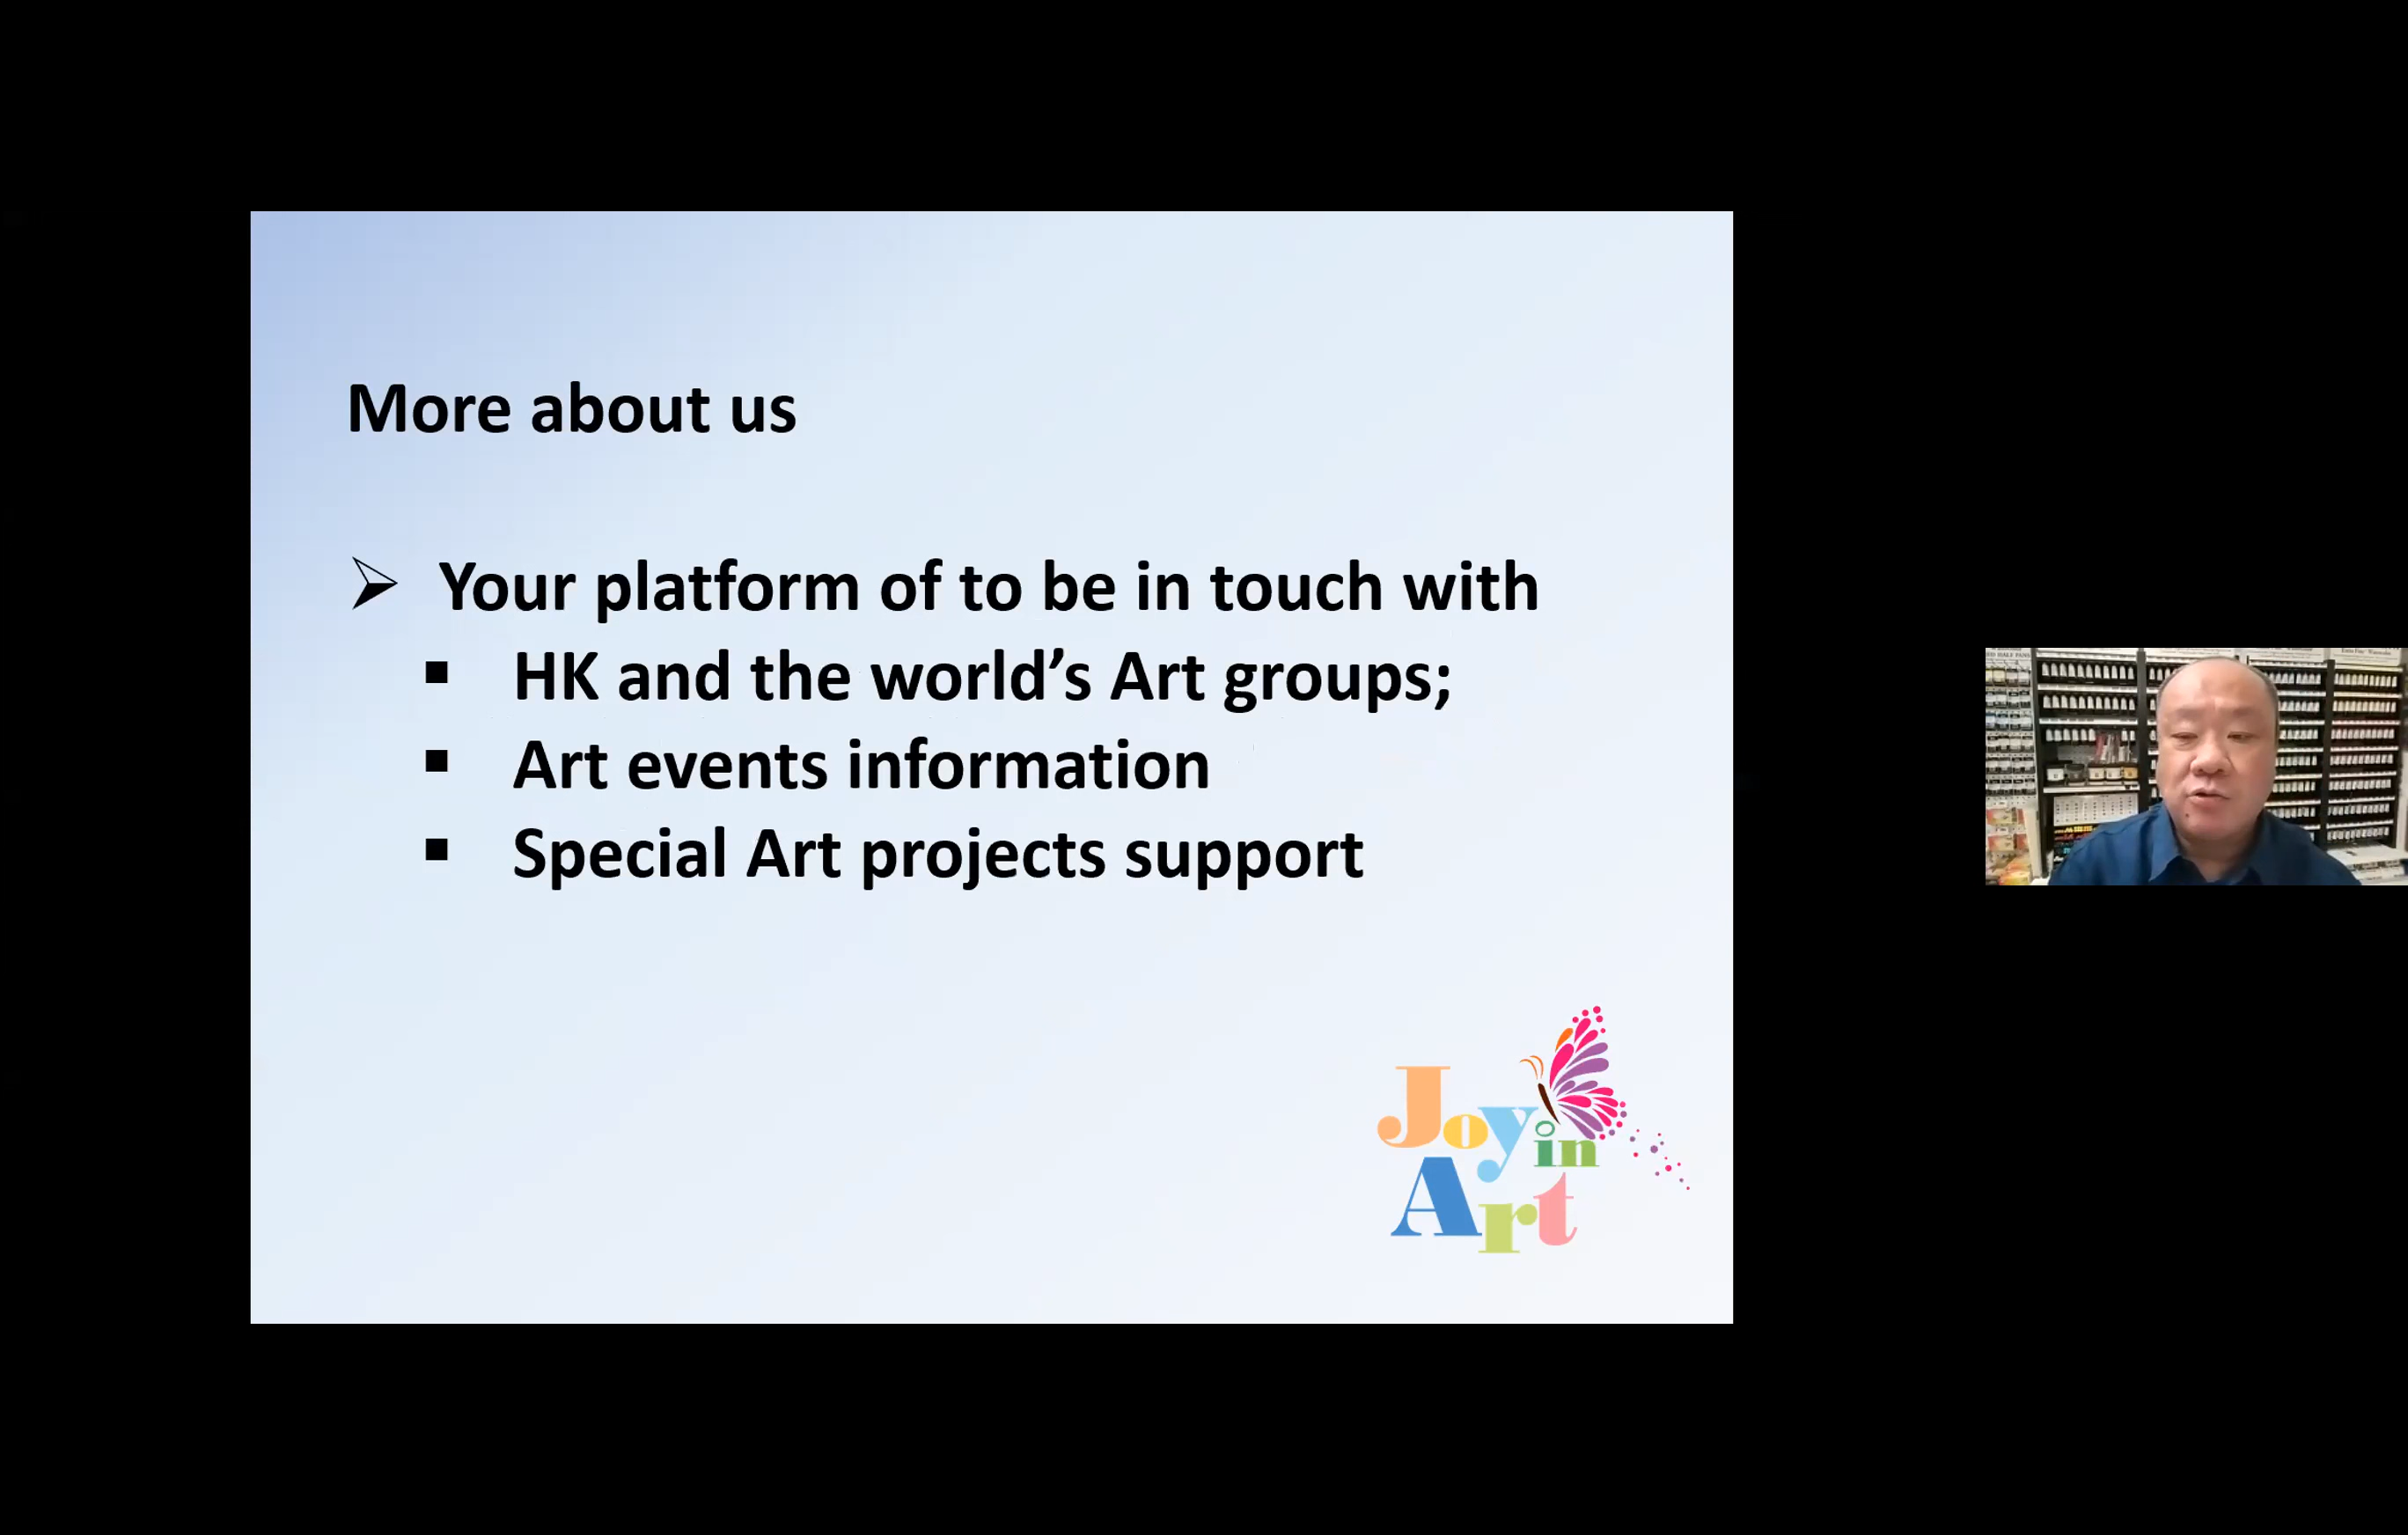 More about us
Your platform of to be in touch with
HK and the world’s Art groups;
Art events information
Special Art projects support
Joy in
Art